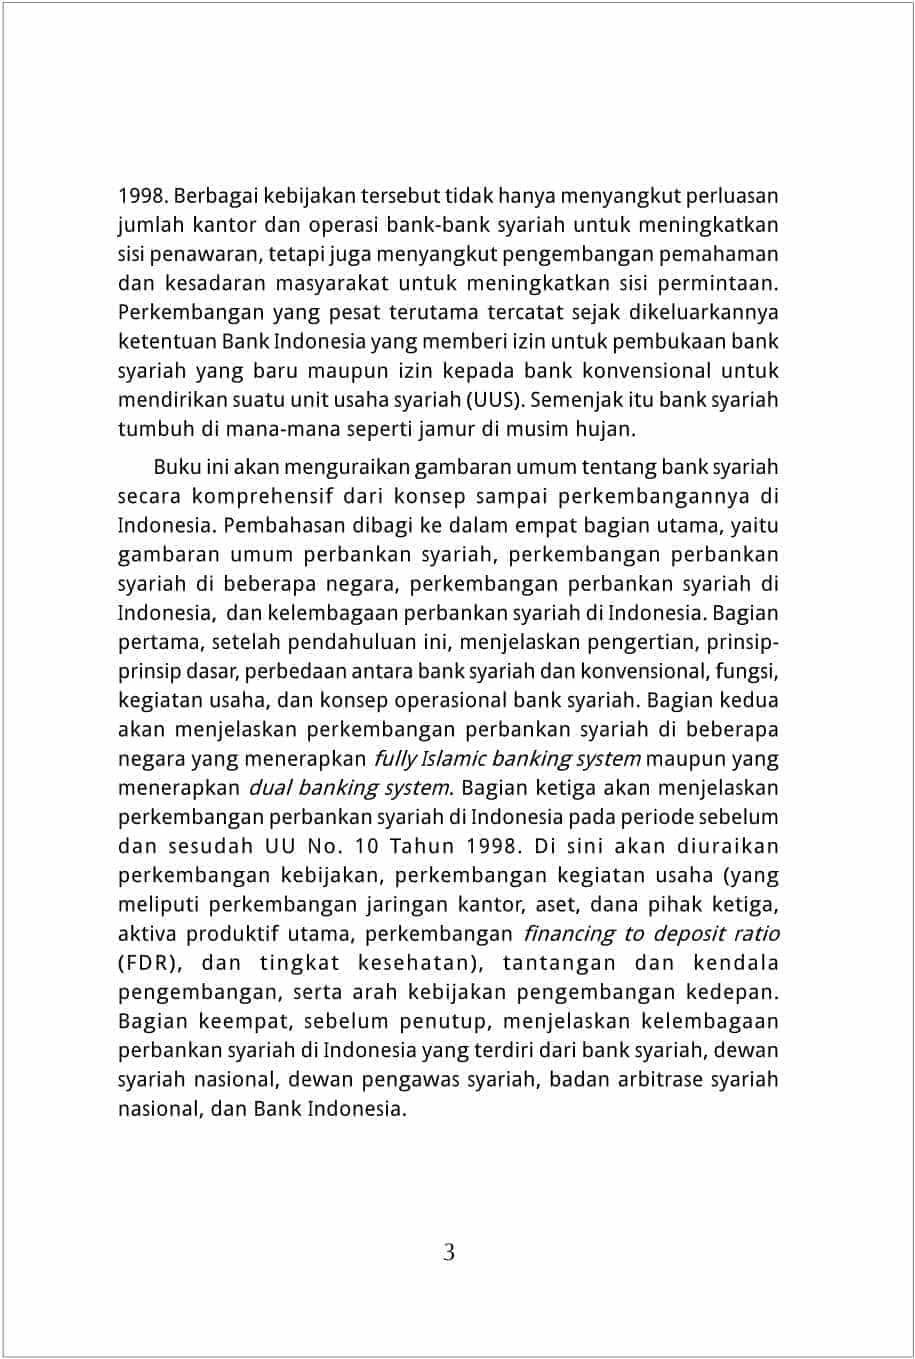 1998. Berbagai kebijakan tersebut tidak hanya menyangkut perluasan
jumlah kantor dan operasi bank-bank syariah untuk meningkatkan
sisi penawaran, tetapi juga menyangkut pengembangan pemahaman
dan kesadaran masyarakat untuk meningkatkan sisi permintaan.
Perkembangan yang pesat terutama tercatat sejak dikeluarkannya
ketentuan Bank Indonesia yang memberi izin untuk pembukaan bank
syariah yang baru maupun izin kepada bank konvensional untuk
mendirikan suatu unit usaha syariah (UUS). Semenjak itu bank syariah
tumbuh di mana-mana seperti jamur di musim hujan.
Buku ini akan menguraikan gambaran umum tentang bank syariah
secara komprehensif dari konsep sampai perkembangannya di
Indonesia. Pembahasan dibagi ke dalam empat bagian utama, yaitu
gambaran umum perbankan syariah, perkembangan perbankan
syariah di beberapa negara, perkembangan perbankan syariah di
Indonesia, dan kelembagaan perbankan syariah di Indonesia. Bagian
pertama, setelah pendahuluan ini, menjelaskan pengertian, prinsip-
prinsip dasar, perbedaan antara bank syariah dan konvensional, fungsi,
kegiatan usaha, dan konsep operasional bank syariah. Bagian kedua
akan menjelaskan perkembangan perbankan syariah di beberapa
negara yang menerapkan fully Islamic banking system maupun yang
menerapkan dual banking system. Bagian ketiga akan menjelaskan
perkembangan perbankan syariah di Indonesia pada periode sebelum
dan sesudah UU No. 10 Tahun 1998. Di sini akan diuraikan
perkembangan kebijakan, perkembangan kegiatan usaha (yang
meliputi perkembangan jaringan kantor, aset, dana pihak ketiga,
aktiva produktif utama, perkembangan financing to deposit ratio
(FDR), dan tingkat kesehatan), tantangan dan kendala
pengembangan, serta arah kebijakan pengembangan kedepan.
Bagian keempat, sebelum penutup, menjelaskan kelembagaan
perbankan syariah di Indonesia yang terdiri dari bank syariah, dewan
syariah nasional, dewan pengawas syariah, badan arbitrase syariah
nasional, dan Bank Indonesia.
3